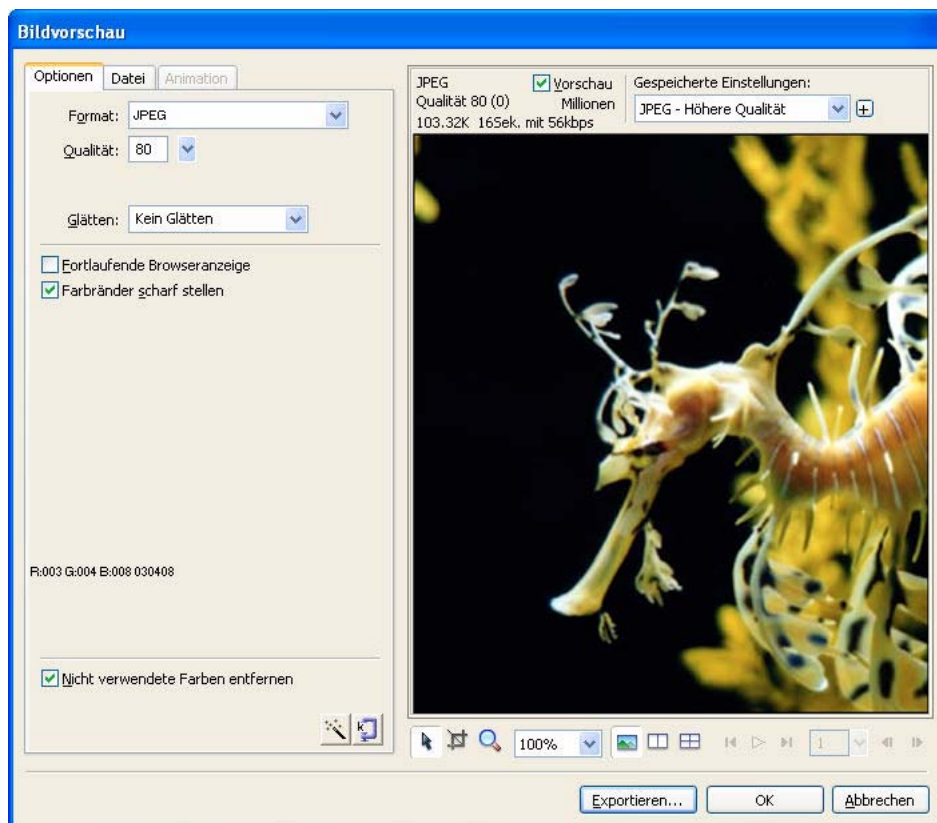 Bildvorschau
Optionen
Datei
Animation
Format:
JPEG
Qualität:
80
Glätten:
Kein Glätten
Fortlaufende Browseranzeige
Farbränder scharf stellen
R:003 G:004 B:008 030408
Nicht verwendete Farben entfernen
JPEG
Vorschau
Qualität 80 (0)
Millionen
103.32K 16Sek. mit 56kbps
Gespeicherte Einstellungen:
JPEG - Höhere Qualität
100%
1
Exportieren...
OK
Abbrechen